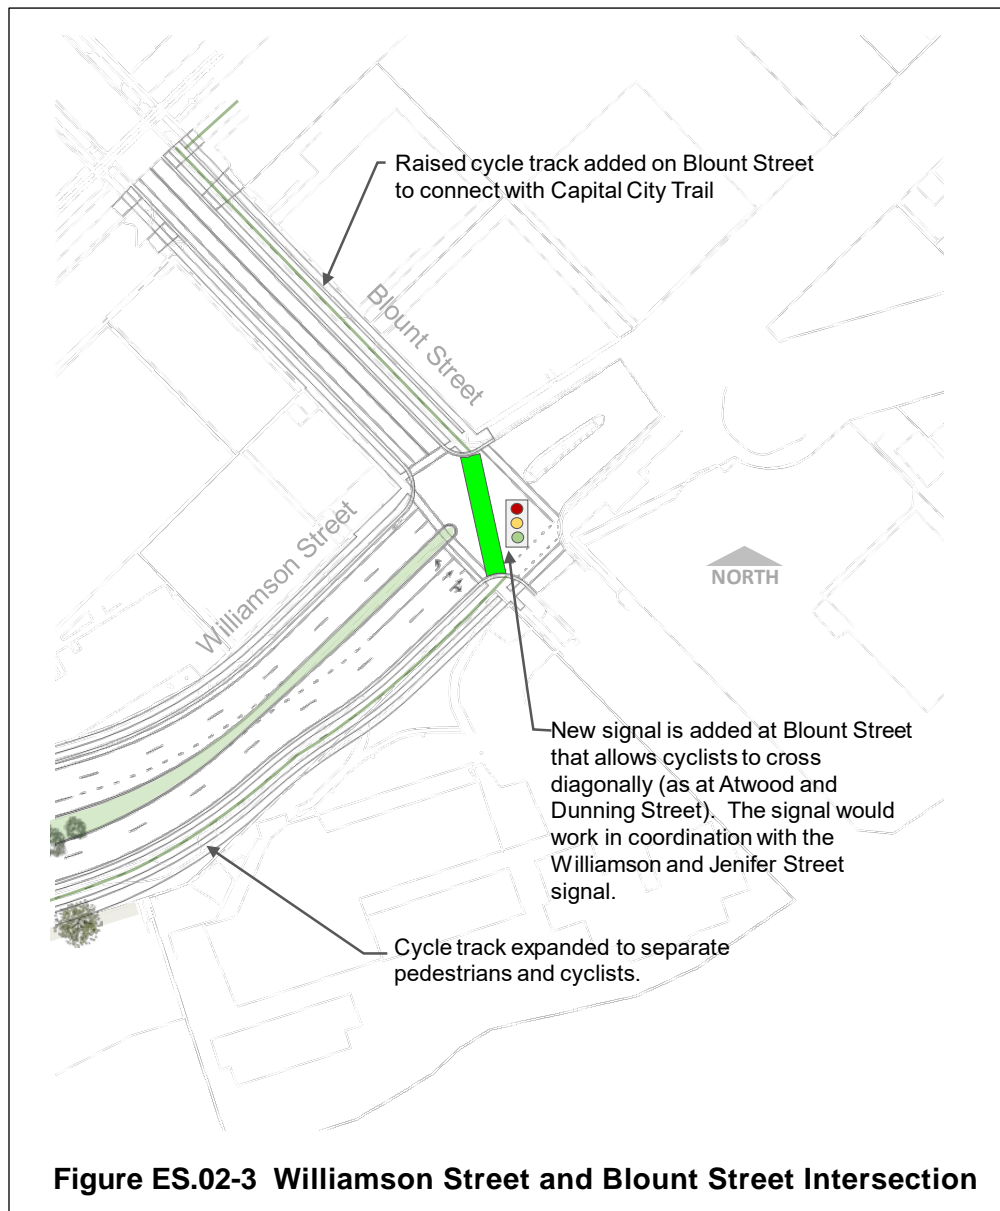 Raised cycle track added on Blount Street
to connect with Capital City Trail
Blount Street
Williamson Street
NORTH
New signal is added at Blount Street
that allows cyclists to cross
diagonally (as at Atwood and
Dunning Street).  The signal would
work in coordination with the
Williamson and Jenifer Street
signal.
Cycle track expanded to separate
pedestrians and cyclists.
Figure ES.02-3  Williamson Street and Blount Street Intersection